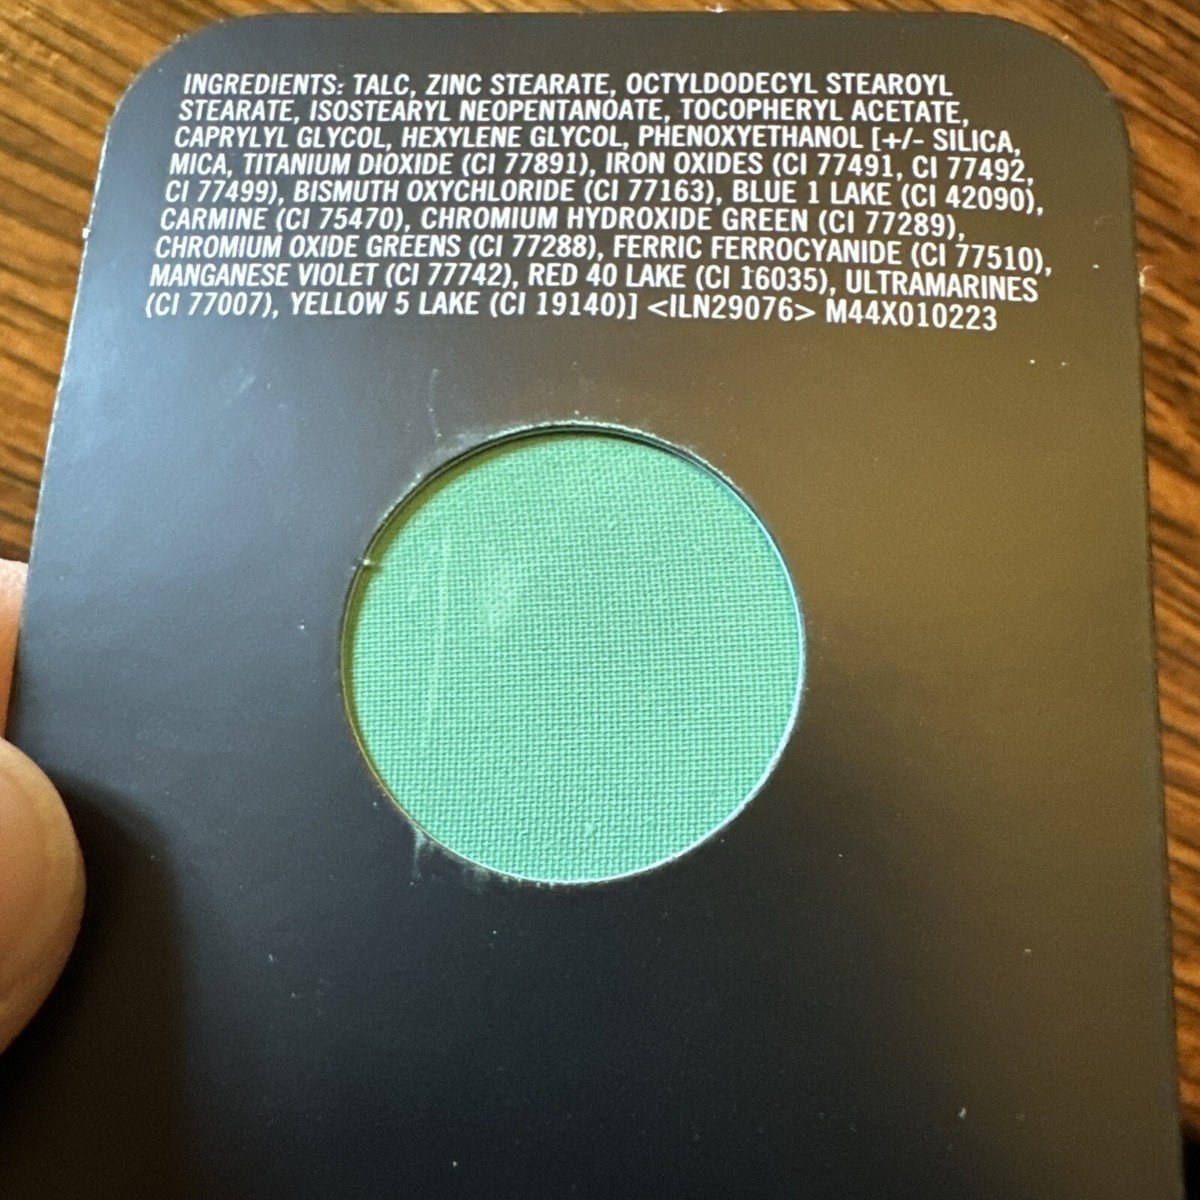 INGREDIENTS: TALC, ZINC STEARATE, OCTYLDODECYL STEAROYL
STEARATE, ISOSTEARYL NEOPENTANOATE, TOCOPHERYL ACETATE,
CAPRYLYL GLYCOL, HEXYLENE GLYCOL, PHENOXYETHANOL [+/- SILICA,
MICA, TITANIUM DIOXIDE (CI 77891), IRON OXIDES (CI 77491, CI 77492,
CI 77499), BISMUTH OXYCHLORIDE (CI 77163), BLUE 1 LAKE (CI 42090),
CARMINE (CI 75470), CHROMIUM HYDROXIDE GREEN (CI 77289),
CHROMIUM OXIDE GREENS (CI 77288), FERRIC FERROCYANIDE (CI 77510),
MANGANESE VIOLET (CI 77742), RED 40 LAKE (CI 16035), ULTRAMARINES
(CI 77007), YELLOW 5 LAKE (CI 19140)] <ILN29076> M44X010223